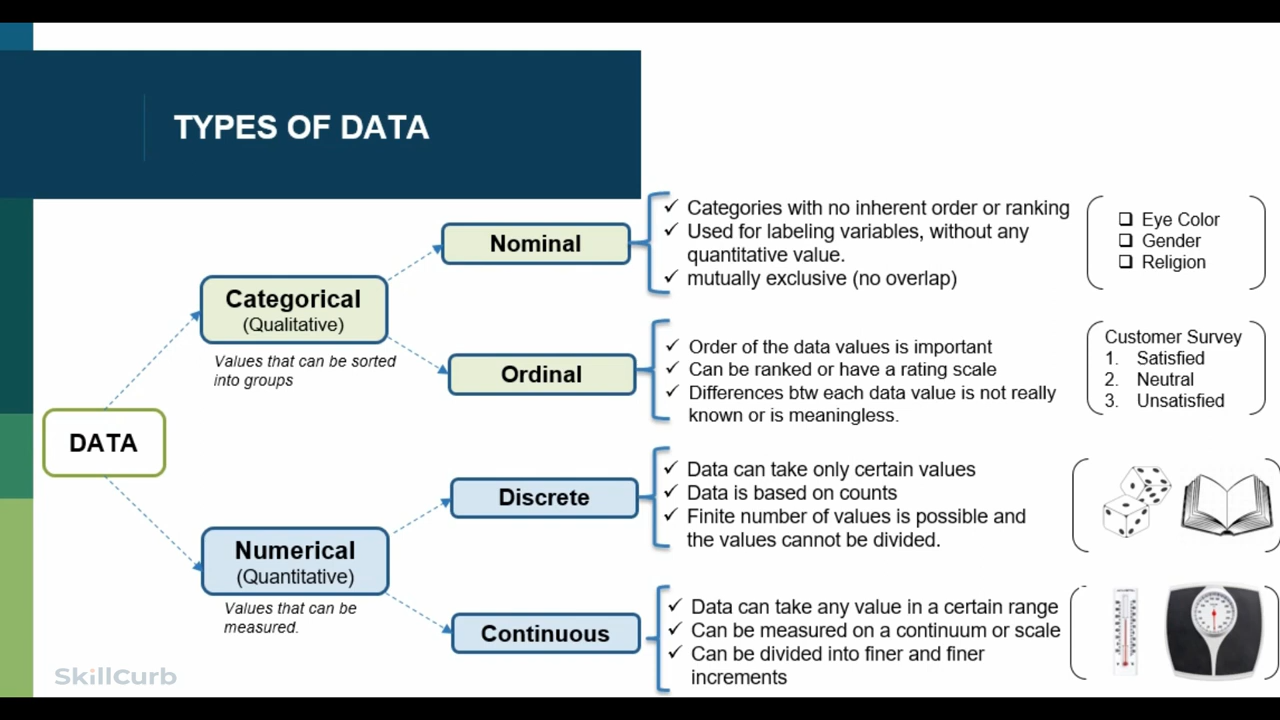 TYPES OF DATA
DATA
Categorical
(Qualitative)
Values that can be sorted
into groups
Nominal
✓ Categories with no inherent order or ranking
✓ Used for labeling variables, without any
quantitative value.
✓ mutually exclusive (no overlap)
❑ Eye Color
❑ Gender
❑ Religion
Ordinal
✓ Order of the data values is important
✓ Can be ranked or have a rating scale
✓ Differences btw each data value is not really
known or is meaningless.
Customer Survey
1. Satisfied
2. Neutral
3. Unsatisfied
Numerical
(Quantitative)
Values that can be
measured.
Discrete
✓ Data can take only certain values
✓ Data is based on counts
✓ Finite number of values is possible and
the values cannot be divided.
Continuous
✓ Data can take any value in a certain range
✓ Can be measured on a continuum or scale
✓ Can be divided into finer and finer
increments
SkillCurb